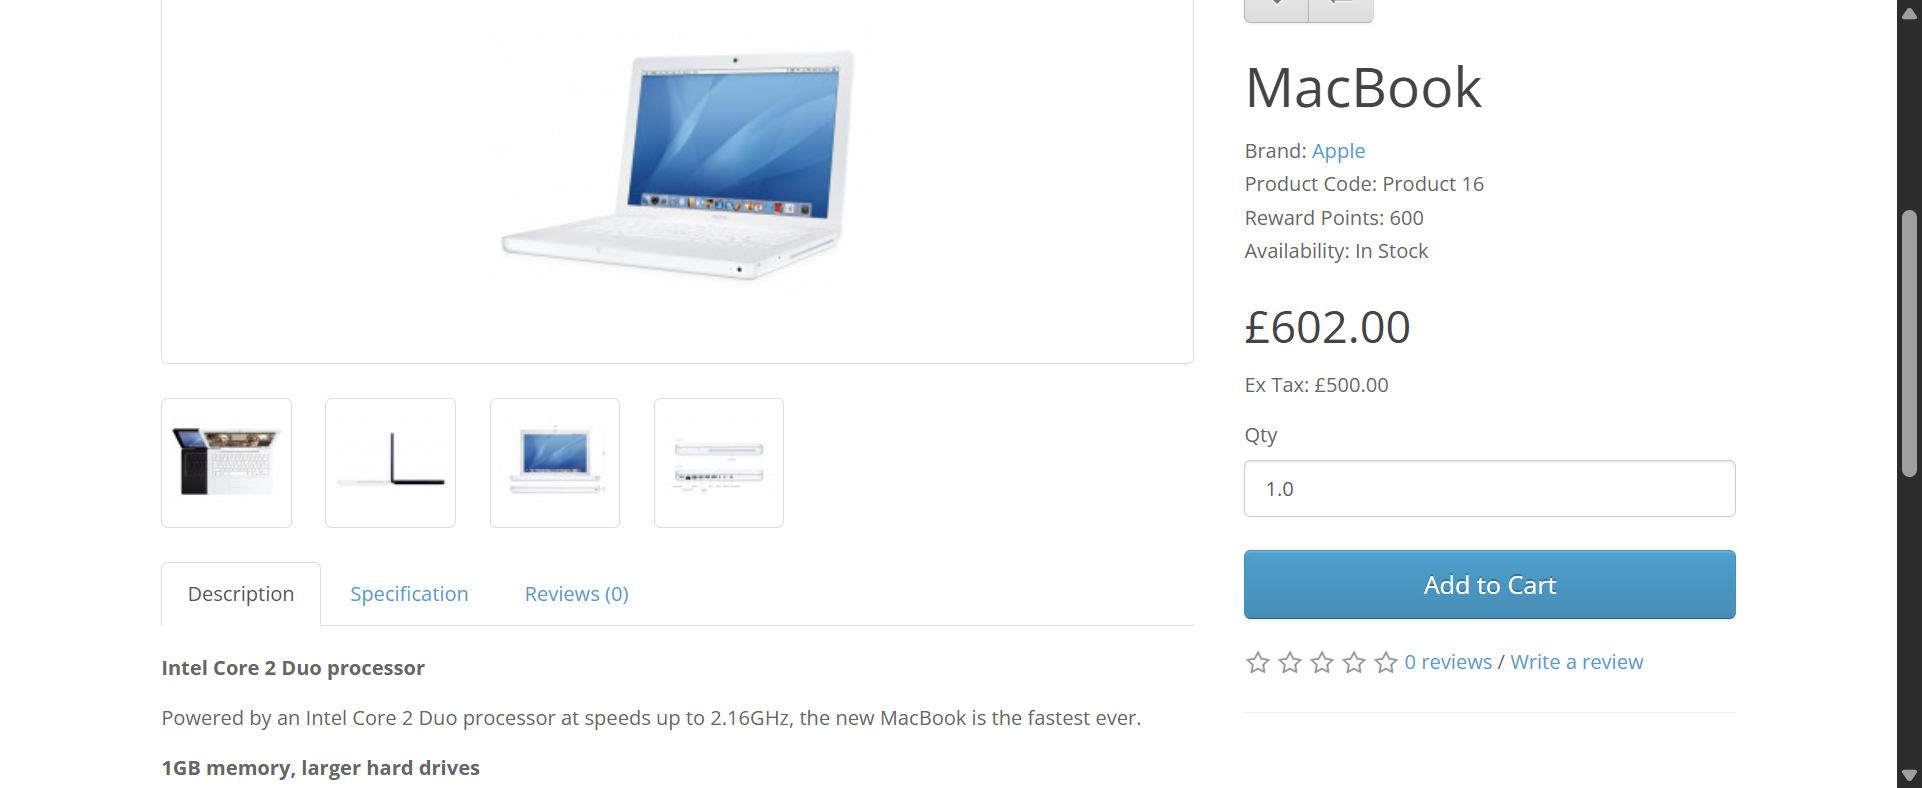 MacBook
Brand: Apple
Product Code: Product 16
Reward Points: 600
Availability: In Stock
£602.00
Ex Tax: £500.00
Qty
1.0
Add to Cart
0 reviews / Write a review
Description Specification Reviews (0)
Intel Core 2 Duo processor
Powered by an Intel Core 2 Duo processor at speeds up to 2.16GHz, the new MacBook is the fastest ever.
1GB memory, larger hard drives